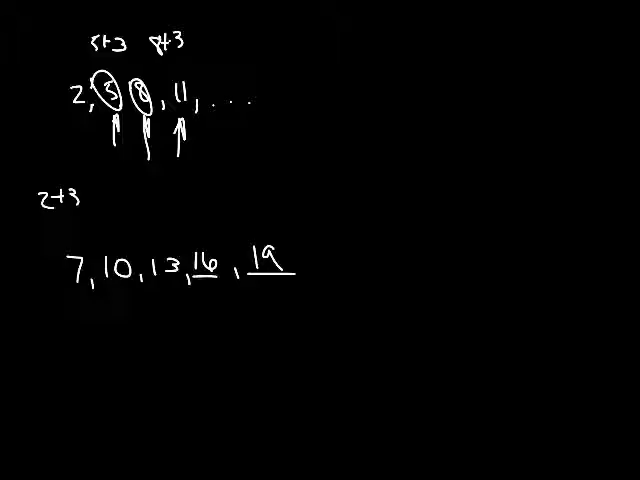 5+3 8+3
2, 5 8, 11, ...
2+3
7, 10, 13, 16, 19